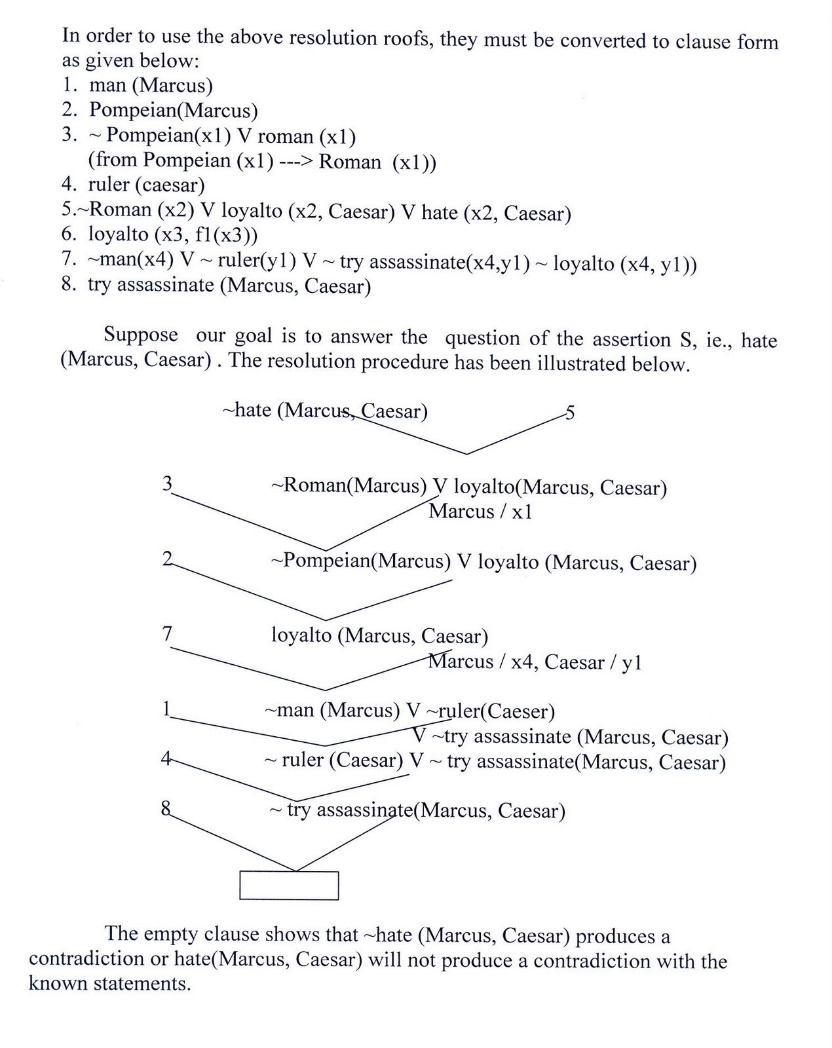 In order to use the above resolution roofs, they must be converted to clause form
as given below:
1. man (Marcus)
2. Pompeian(Marcus)
3. ~ Pompeian(x1) V roman (x1)
(from Pompeian (x1) ---> Roman (x1))
4. ruler (caesar)
5.~Roman (x2) V loyalto (x2, Caesar) V hate (x2, Caesar)
6. loyalto (x3, f1(x3))
7. ~man(x4) V ~ ruler(y1) V ~ try assassinate(x4,y1) ~ loyalto (x4, y1))
8. try assassinate (Marcus, Caesar)
Suppose our goal is to answer the question of the assertion S, ie., hate
(Marcus, Caesar) . The resolution procedure has been illustrated below.
~hate (Marcus, Caesar) 5
3 ~Roman(Marcus) V loyalto(Marcus, Caesar)
Marcus / x1
2 ~Pompeian(Marcus) V loyalto (Marcus, Caesar)
7 loyalto (Marcus, Caesar)
Marcus / x4, Caesar / y1
1 ~man (Marcus) V ~ruler(Caeser)
V ~try assassinate (Marcus, Caesar)
4 ~ ruler (Caesar) V ~ try assassinate(Marcus, Caesar)
8 ~ try assassinate(Marcus, Caesar)
The empty clause shows that ~hate (Marcus, Caesar) produces a
contradiction or hate(Marcus, Caesar) will not produce a contradiction with the
known statements.